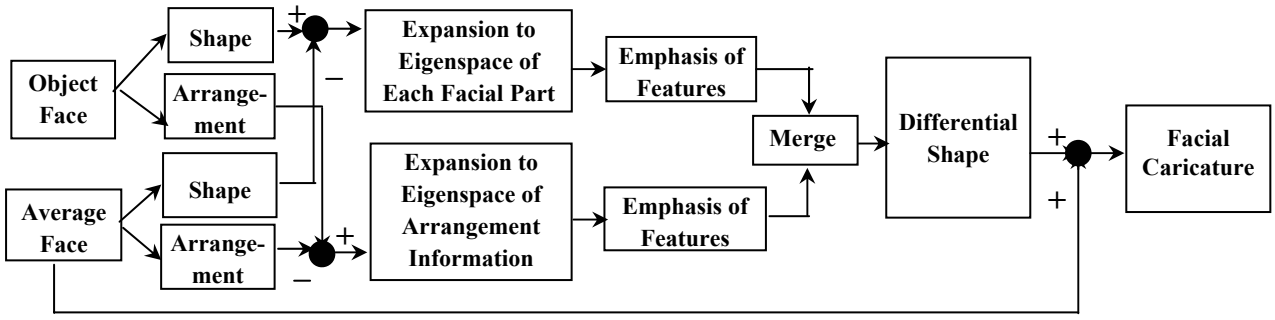 Object
Face
Shape
Arrange-
ment
Average
Face
Shape
Arrange-
ment
+
−
+
−
Expansion to
Eigenspace of
Each Facial Part
Expansion to
Eigenspace of
Arrangement
Information
Emphasis of
Features
Emphasis of
Features
Merge
Differential
Shape
+
+
Facial
Caricature